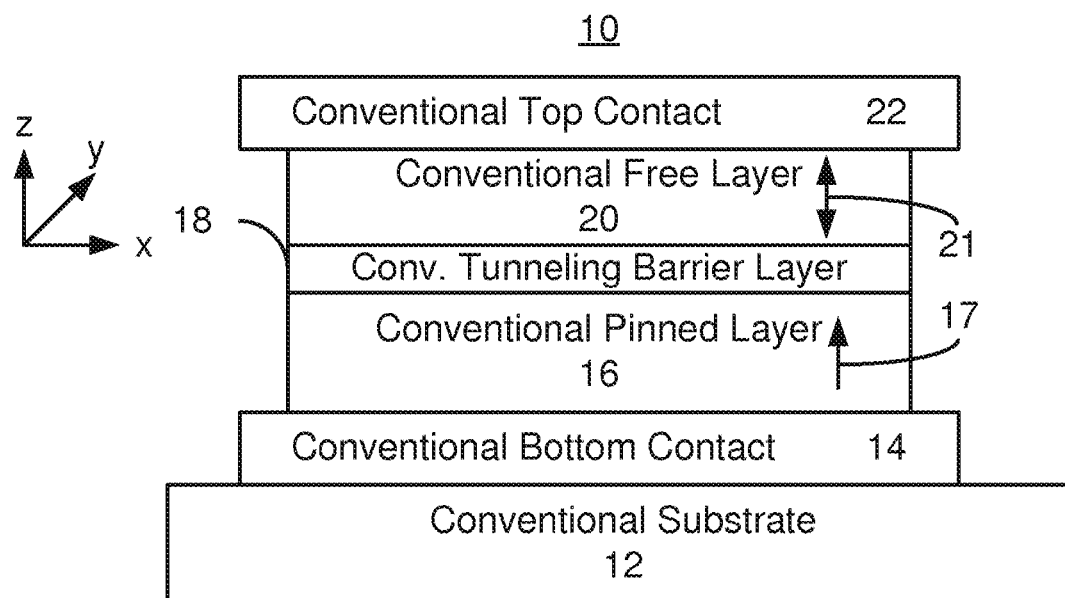 10
Conventional Top Contact 22
z
y
x
Conventional Free Layer
20
21
18
Conv. Tunneling Barrier Layer
Conventional Pinned Layer
16
17
Conventional Bottom Contact 14
Conventional Substrate
12